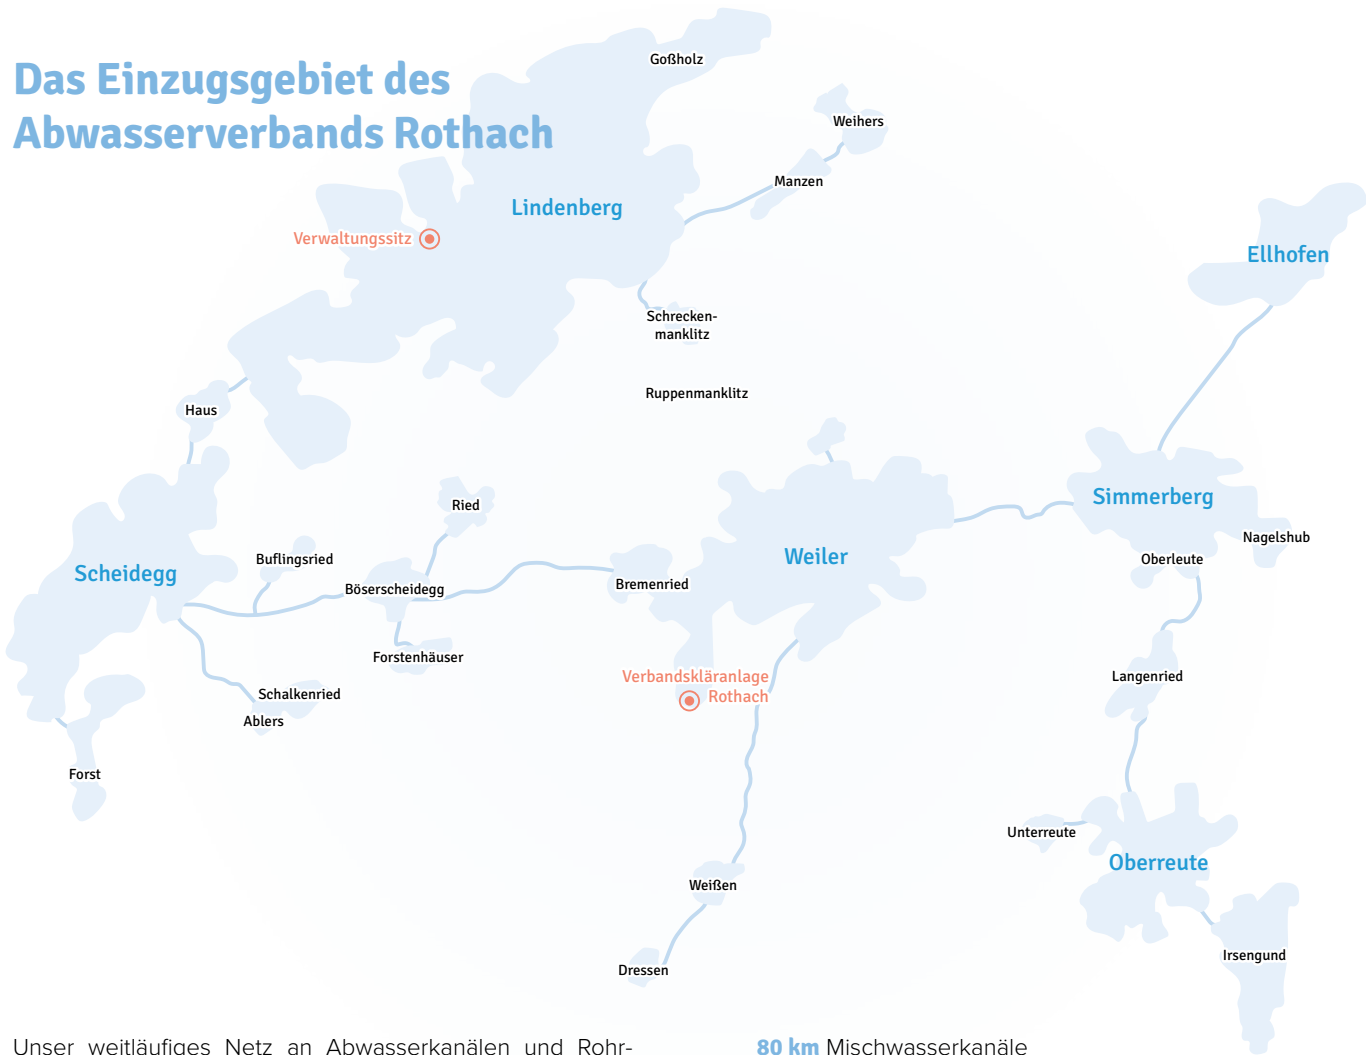 Das Einzugsgebiet des
Abwasserverbands Rothach
Goßholz
Weihers
Manzen
Lindenberg
Verwaltungssitz
Ellhofen
Schrecken-
manklitz
Ruppenmanklitz
Haus
Ried
Simmerberg
Nagelshub
Buflingsried
Weiler
Oberleute
Scheidegg
Böserscheidegg
Bremenried
Forstenhäuser
Verbandskläranlage
Rothach
Langenried
Schalkenried
Ablers
Forst
Unterreute
Oberreute
Weißen
Irsengund
Dressen
Unser weitläufiges Netz an Abwasserkanälen und Rohr-
80 km Mischwasserkanäle